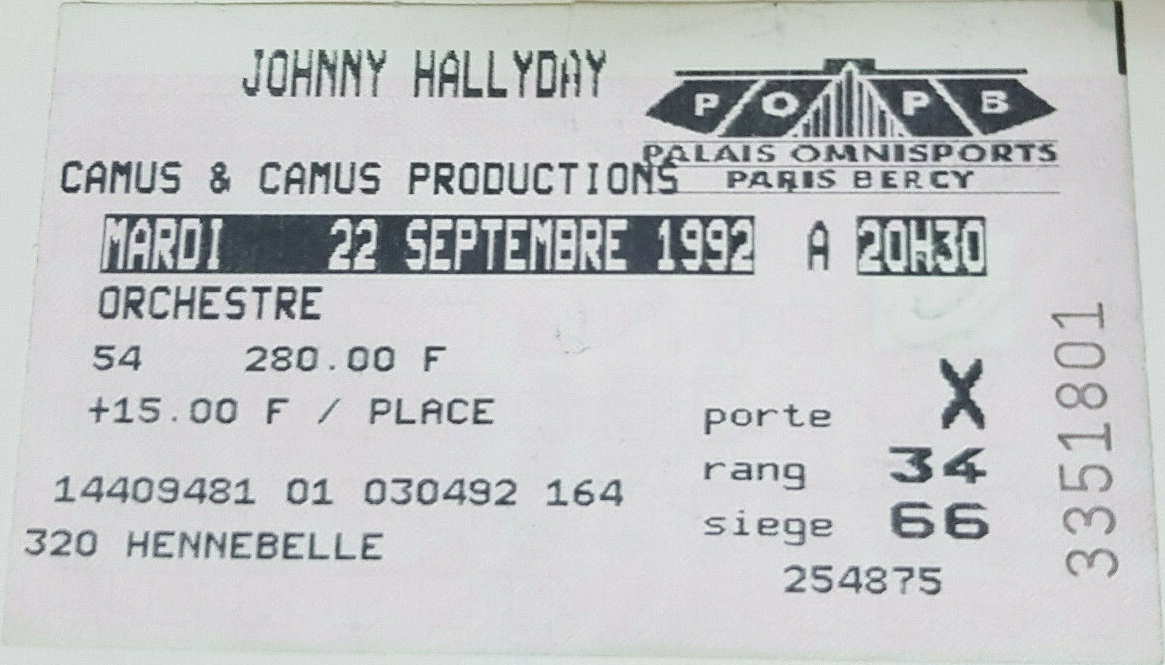 JOHNNY HALLYDAY
P O P B
PALAIS OMNISPORTS
PARIS BERCY
CAMUS & CAMUS PRODUCTIONS
MARDI 22 SEPTEMBRE 1992 A 20H30
ORCHESTRE
54 280.00 F
+15.00 F / PLACE
porte X
rang 34
siege 66
14409481 01 030492 164
320 HENNEBELLE
254875
3351801